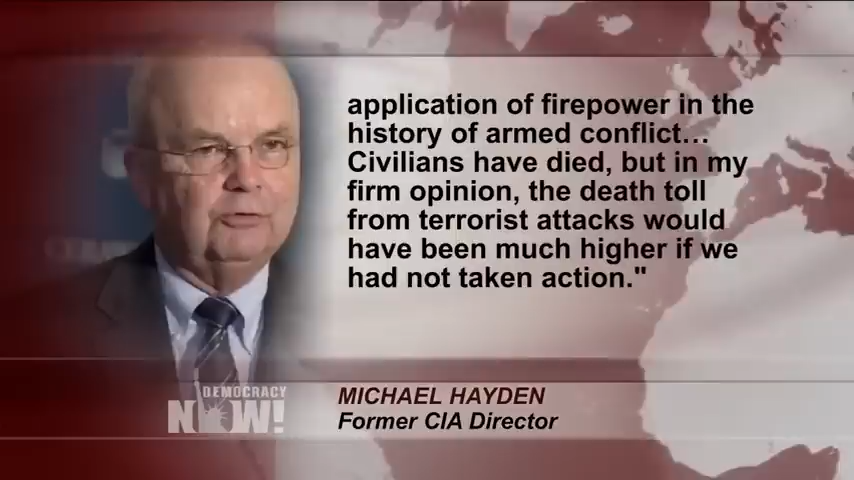 application of firepower in the
history of armed conflict...
Civilians have died, but in my
firm opinion, the death toll
from terrorist attacks would
have been much higher if we
had not taken action."
MICHAEL HAYDEN
Former CIA Director
DEMOCRACY
NOW!